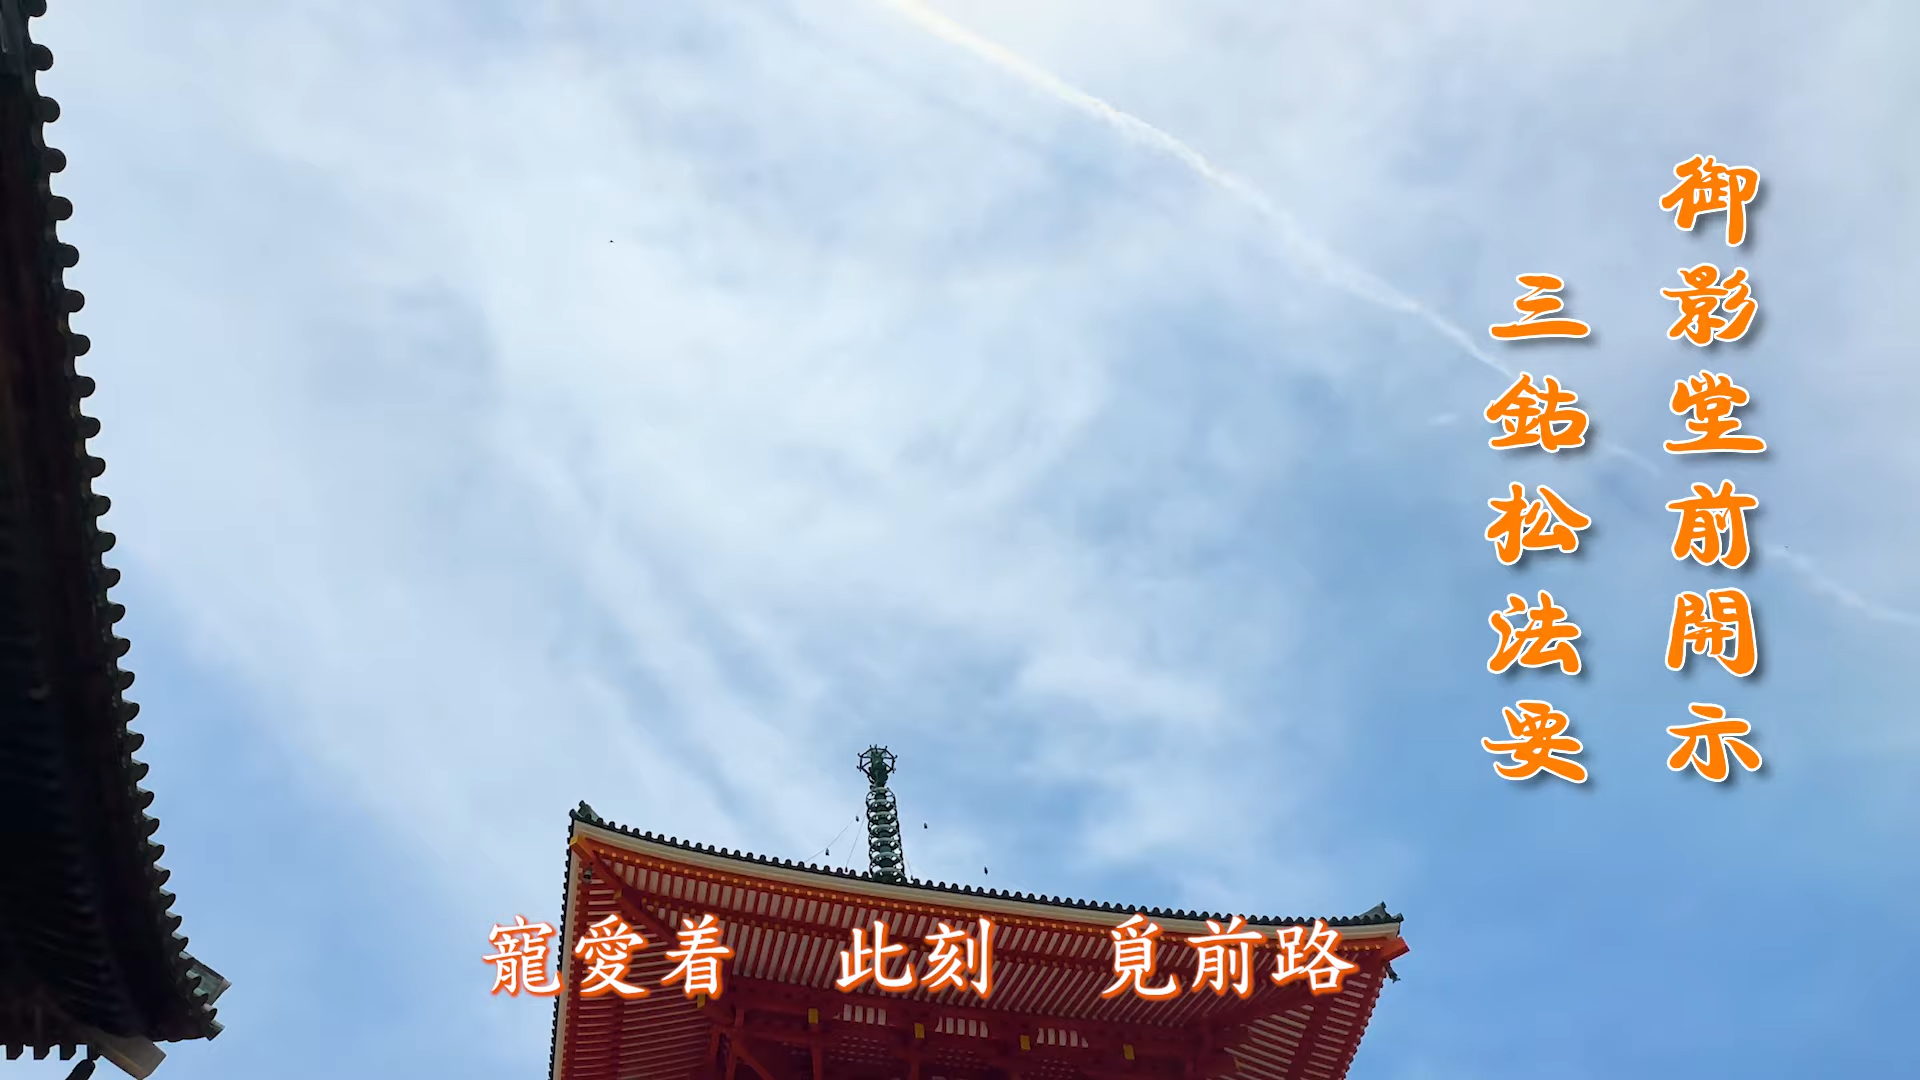 御影堂前開示
三鈷松法要
寵愛着　此刻　覓前路